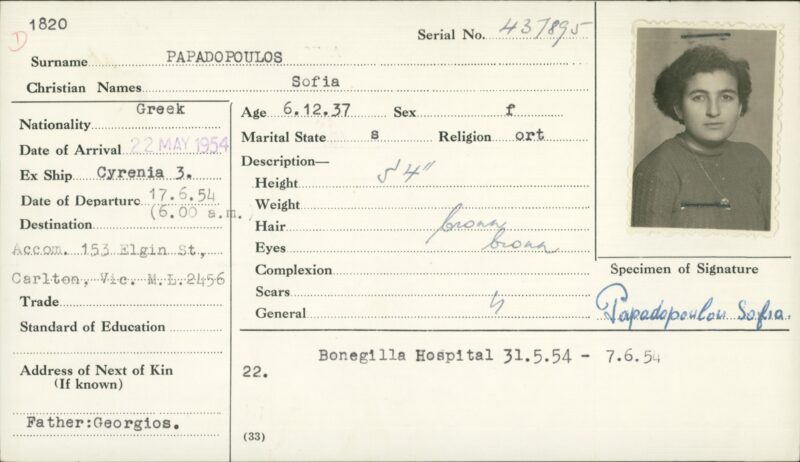 1820
D
Serial No. 437895
Surname PAPADOPOULOS
Christian Names Sofia
Nationality Greek
Date of Arrival 22 MAY 1954
Ex Ship Cyrenia 3.
Date of Departure 17.6.54
(6.00 a.m.)
Destination
Accom. 153 Elgin St,
Carlton, Vic. M.L.2456
Trade
Standard of Education
Address of Next of Kin
(If known)
Father:Georgios.
Age 6.12.37 Sex f
Marital State s Religion ort
Description—
Height 5'4"
Weight
Hair brown
Eyes brown
Complexion
Scars
General
Specimen of Signature
Papadopoulou Sofia.
Bonegilla Hospital 31.5.54 - 7.6.54
22.
(33)